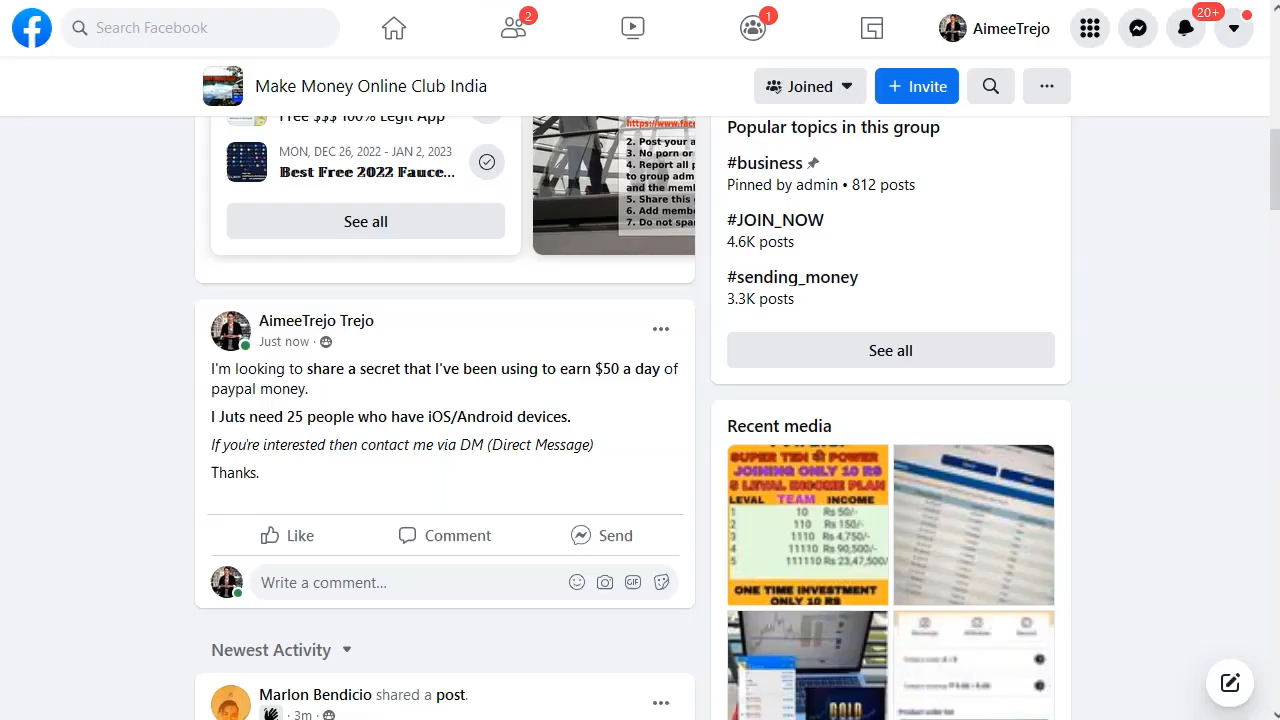 Search Facebook
2
1
AimeeTrejo
20+
Make Money Online Club India
Joined
+ Invite
Free $$$ 100% Legit App
MON, DEC 26, 2022 - JAN 2, 2023
Best Free 2022 Fauce...
See all
2. Post your a
3. No porn or
4. Report all p
to group adm
and the memb
5. Share this
6. Add membe
7. Do not spa
AimeeTrejo Trejo
Just now ·
I'm looking to share a secret that I've been using to earn $50 a day of
paypal money.
I Juts need 25 people who have iOS/Android devices.
If you're interested then contact me via DM (Direct Message)
Thanks.
Like
Comment
Send
Write a comment...
GIF
Newest Activity
arlon Bendicio shared a post.
· 3m ·
Popular topics in this group
#business
Pinned by admin • 812 posts
#JOIN_NOW
4.6K posts
#sending_money
3.3K posts
See all
Recent media
SUPER TEN की POWER
JOINING ONLY 10 RS
5 LEVAL INCOME PLAN
LEVAL TEAM INCOME
1 10 Rs 50/-
2 110 Rs 150/-
3 1110 Rs 4,750/-
4 11110 Rs 90,500/-
5 111110 Rs 23,47,500/
ONE TIME INVESTMENT
ONLY 10 RS
GOLD